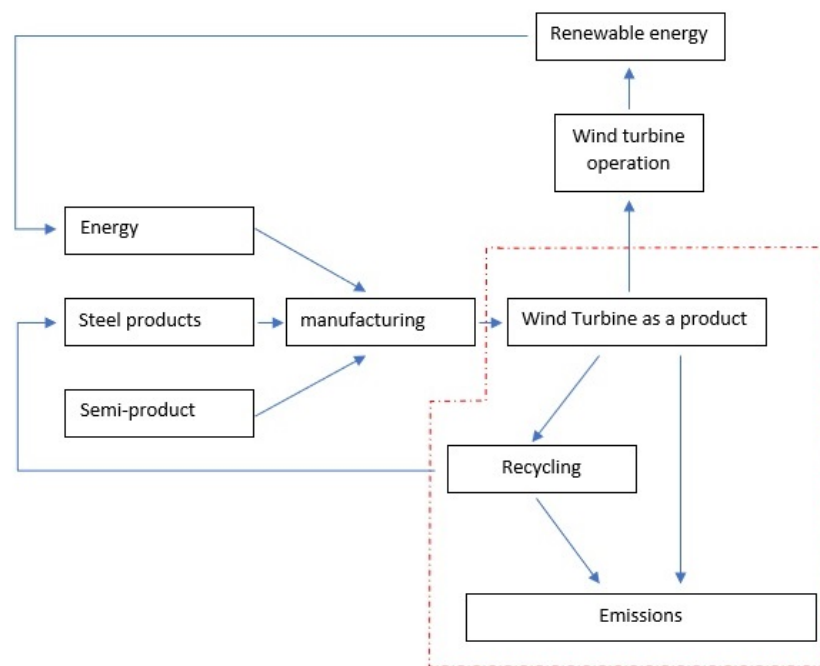 Renewable energy
Wind turbine
operation
Energy
Steel products
manufacturing
Wind Turbine as a product
Semi-product
Recycling
Emissions